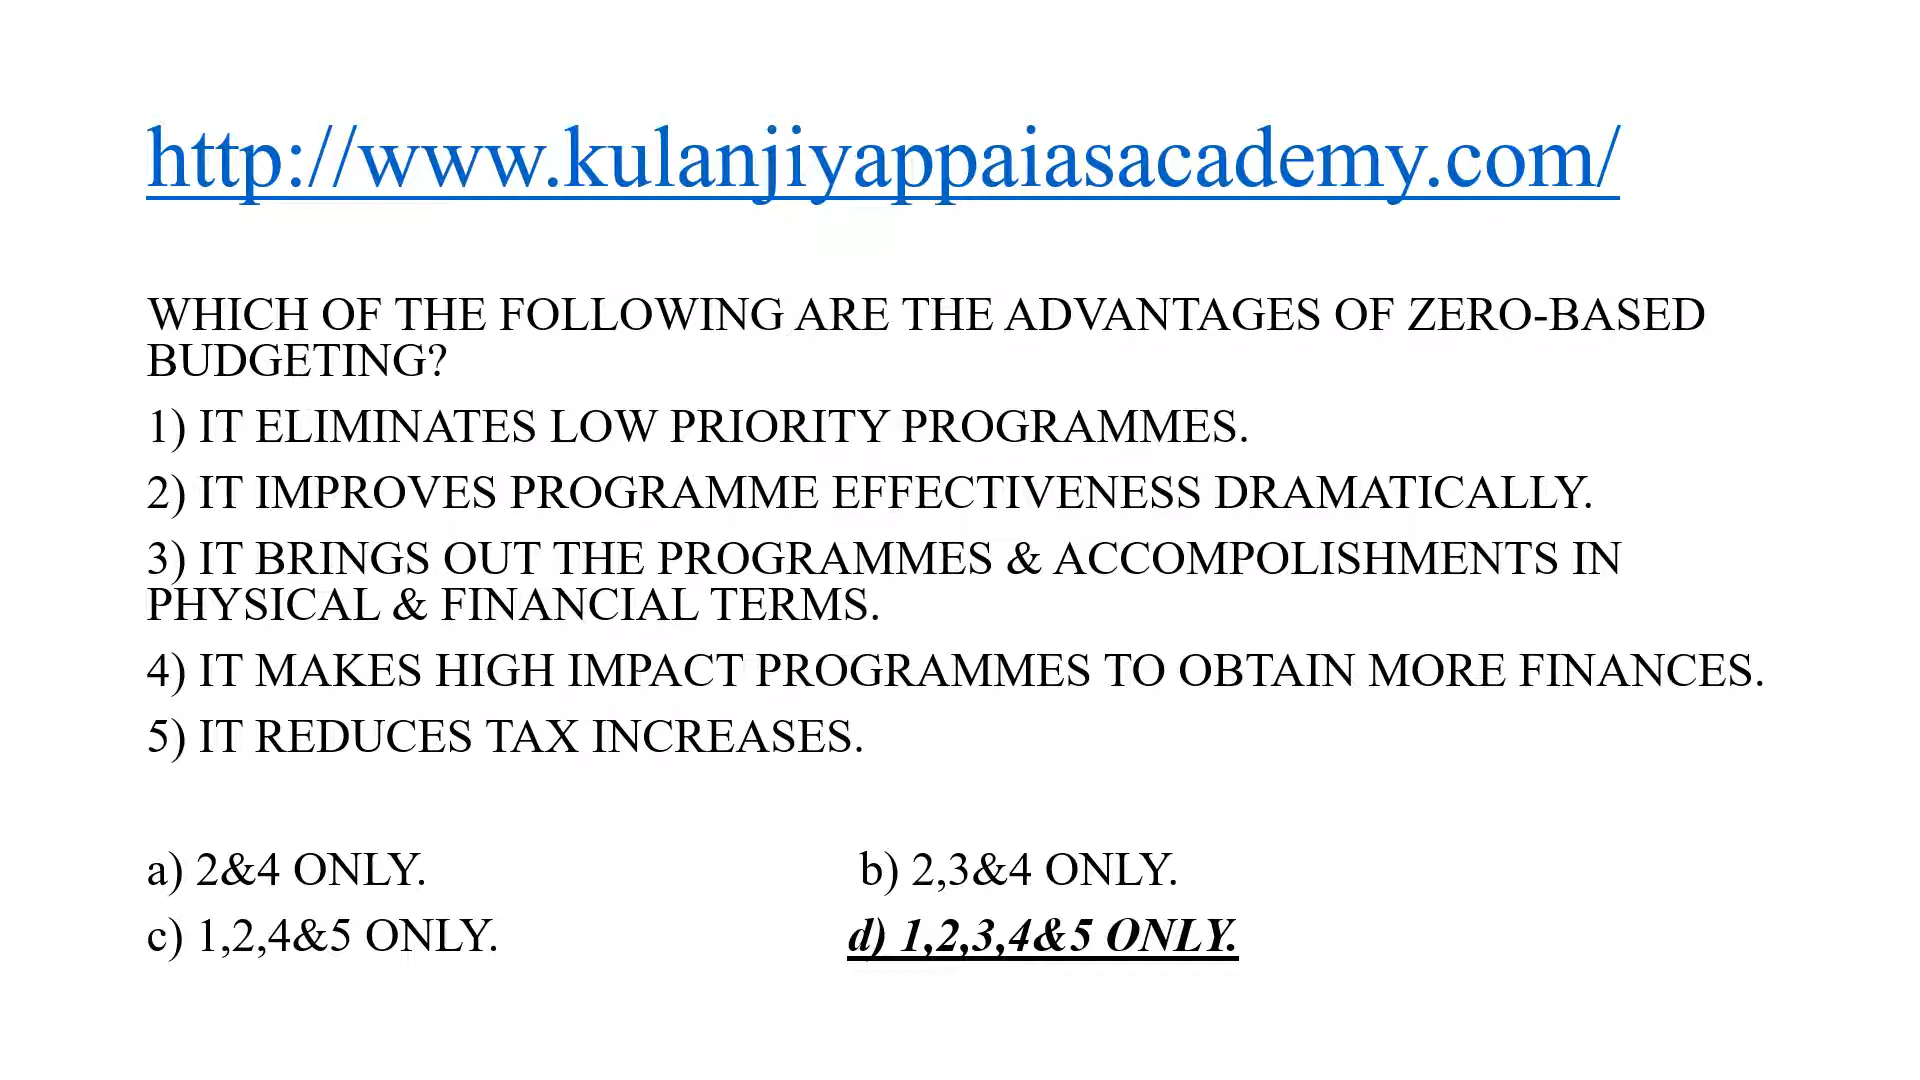 http://www.kulanjiyappaiasacademy.com/
WHICH OF THE FOLLOWING ARE THE ADVANTAGES OF ZERO-BASED
BUDGETING?
1) IT ELIMINATES LOW PRIORITY PROGRAMMES.
2) IT IMPROVES PROGRAMME EFFECTIVENESS DRAMATICALLY.
3) IT BRINGS OUT THE PROGRAMMES & ACCOMPOLISHMENTS IN
PHYSICAL & FINANCIAL TERMS.
4) IT MAKES HIGH IMPACT PROGRAMMES TO OBTAIN MORE FINANCES.
5) IT REDUCES TAX INCREASES.
a) 2&4 ONLY. b) 2,3&4 ONLY.
c) 1,2,4&5 ONLY. d) 1,2,3,4&5 ONLY.